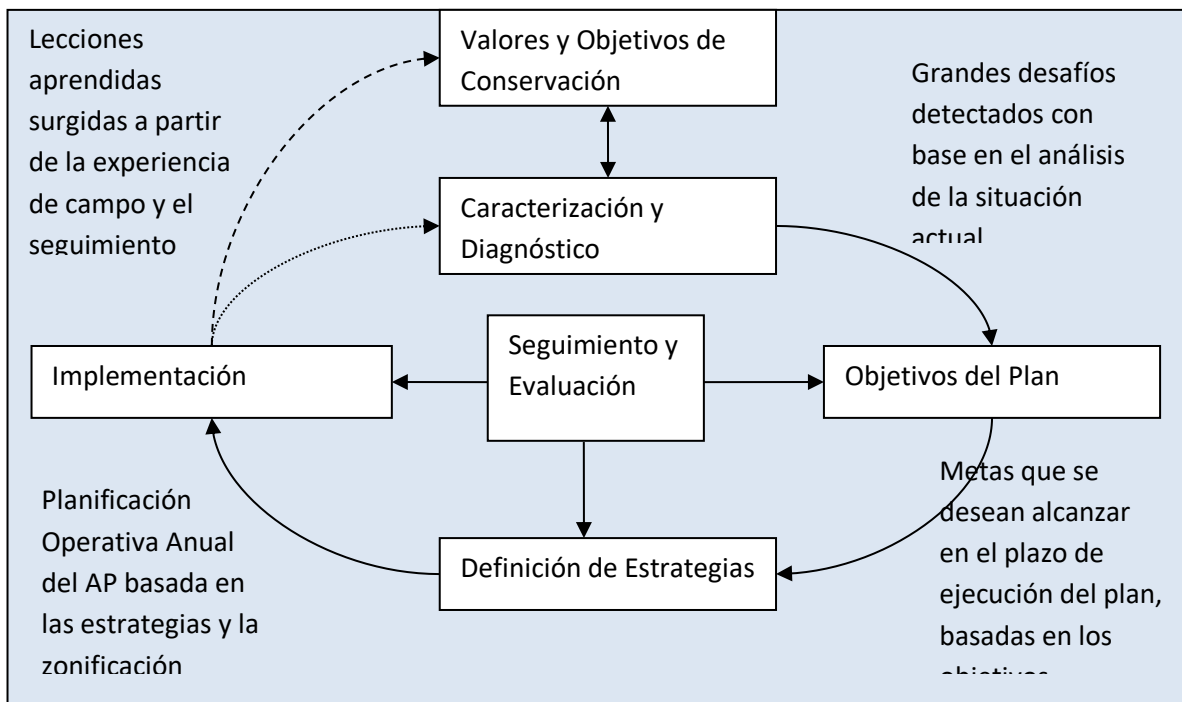 Lecciones
aprendidas
surgidas a partir
de la experiencia
de campo y el
seguimiento
Valores y Objetivos de
Conservación
Grandes desafíos
detectados con
base en el análisis
de la situación
actual
Caracterización y
Diagnóstico
Implementación
Seguimiento y
Evaluación
Objetivos del Plan
Planificación
Operativa Anual
del AP basada en
las estrategias y la
zonificación
Definición de Estrategias
Metas que se
desean alcanzar
en el plazo de
ejecución del plan,
basadas en los
objetivos